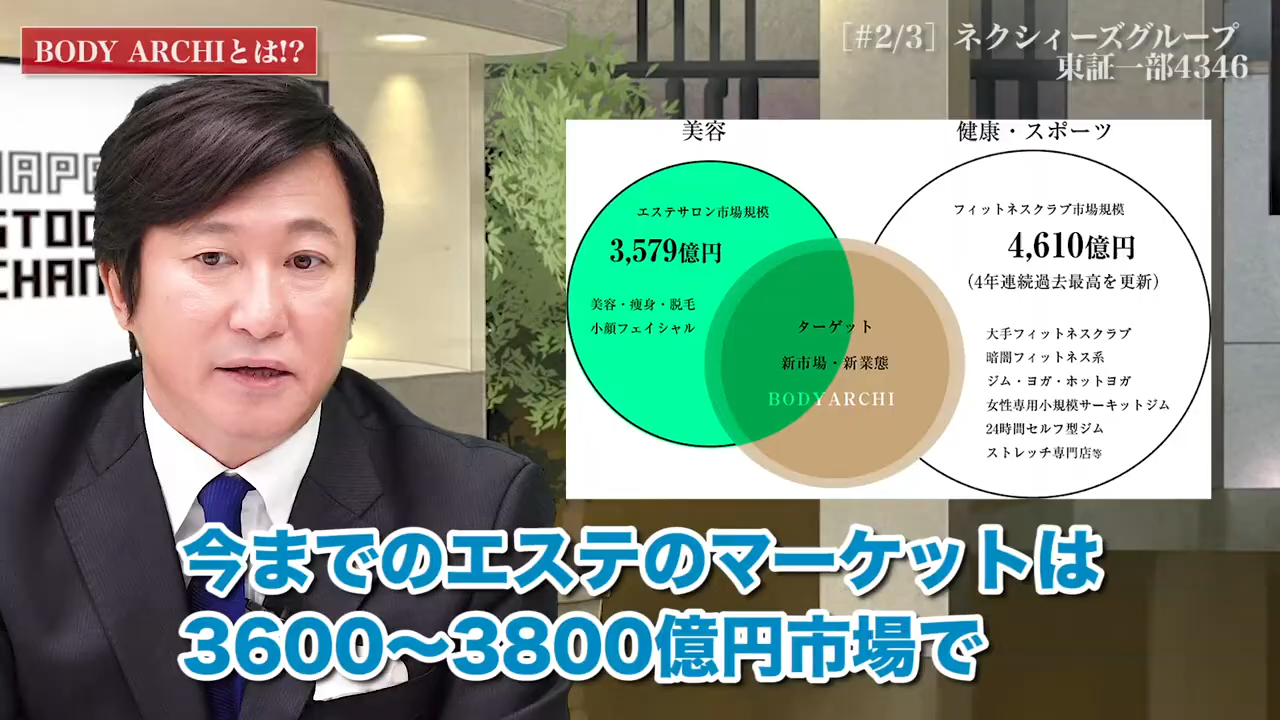 BODY ARCHIとは!?
［#2/3］ネクシィーズグループ
東証一部4346
STOC
CHAN
美容
エステサロン市場規模
3,579億円
美容・痩身・脱毛
小顔フェイシャル
ターゲット
新市場・新業態
BODY ARCHI
健康・スポーツ
フィットネスクラブ市場規模
4,610億円
（4年連続過去最高を更新）
大手フィットネスクラブ
暗闇フィットネス系
ジム・ヨガ・ホットヨガ
女性専用小規模サーキットジム
24時間セルフ型ジム
ストレッチ専門店等
今までのエステのマーケットは
3600～3800億円市場で